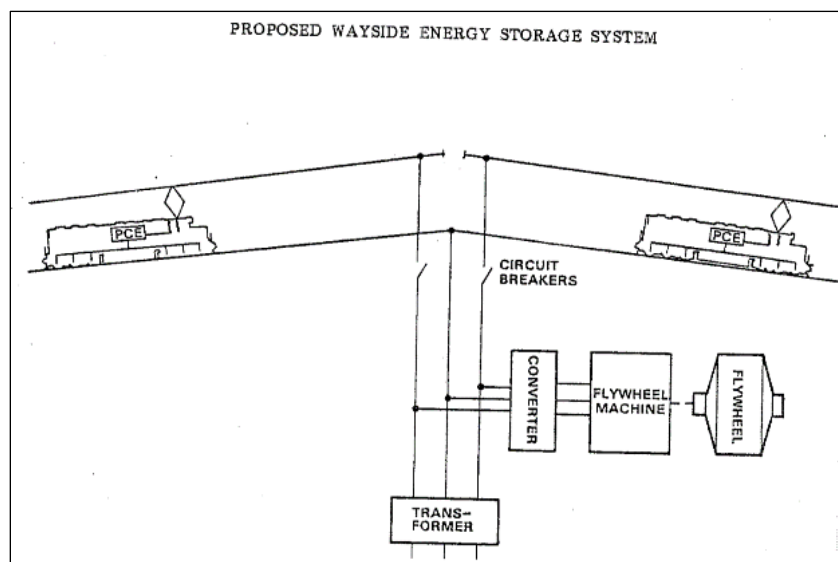 PROPOSED WAYSIDE ENERGY STORAGE SYSTEM
PCE
PCE
CIRCUIT
BREAKERS
CONVERTER
FLYWHEEL
MACHINE
FLYWHEEL
TRANS-
FORMER